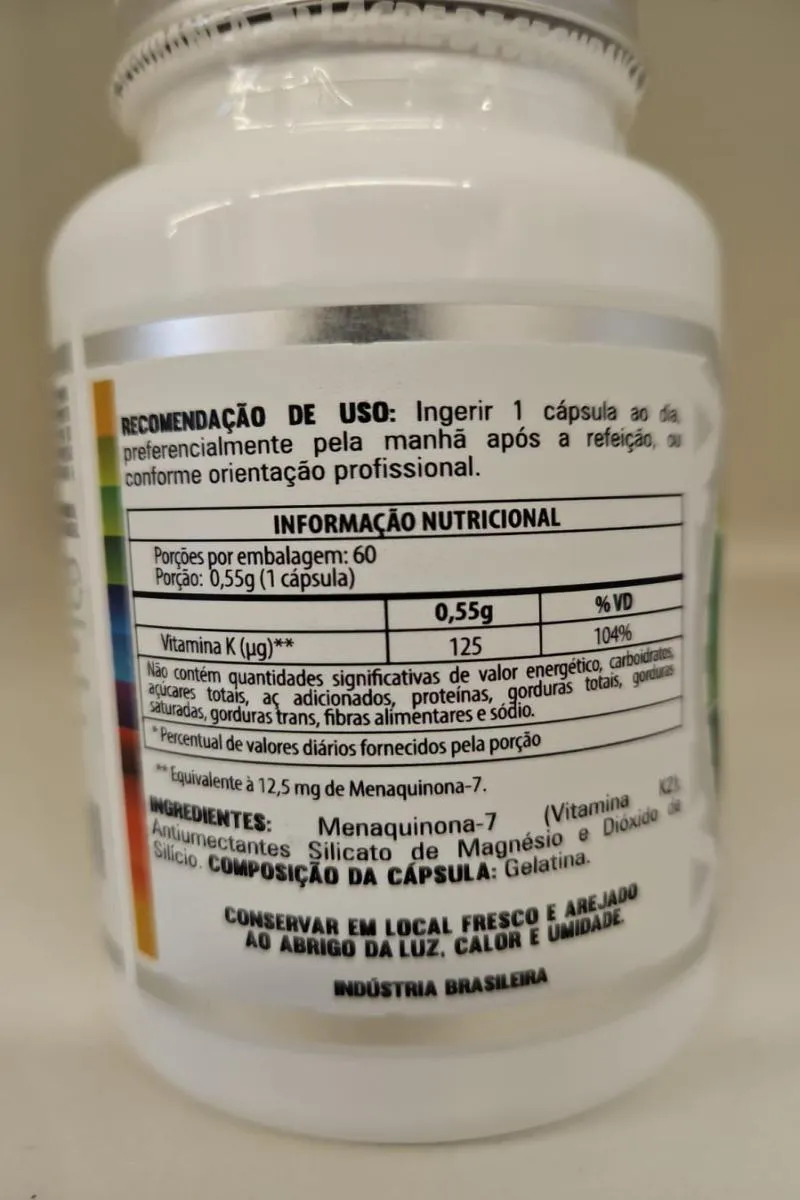 RECOMENDAÇÃO DE USO: Ingerir 1 cápsula ao dia,
preferencialmente pela manhã após a refeição, ou
conforme orientação profissional.
INFORMAÇÃO NUTRICIONAL
Porções por embalagem: 60
Porção: 0,55g (1 cápsula)
0,55g % VD
Vitamina K (µg)** 125 104%
Não contém quantidades significativas de valor energético, carboidratos,
açúcares totais, aç adicionados, proteínas, gorduras totais, gorduras
saturadas, gorduras trans, fibras alimentares e sódio.
* Percentual de valores diários fornecidos pela porção
** Equivalente à 12,5 mg de Menaquinona-7.
INGREDIENTES: Menaquinona-7 (Vitamina K2),
Antiumectantes Silicato de Magnésio e Dióxido de
Silício. COMPOSIÇÃO DA CÁPSULA: Gelatina.
CONSERVAR EM LOCAL FRESCO E AREJADO
AO ABRIGO DA LUZ, CALOR E UMIDADE.
INDÚSTRIA BRASILEIRA